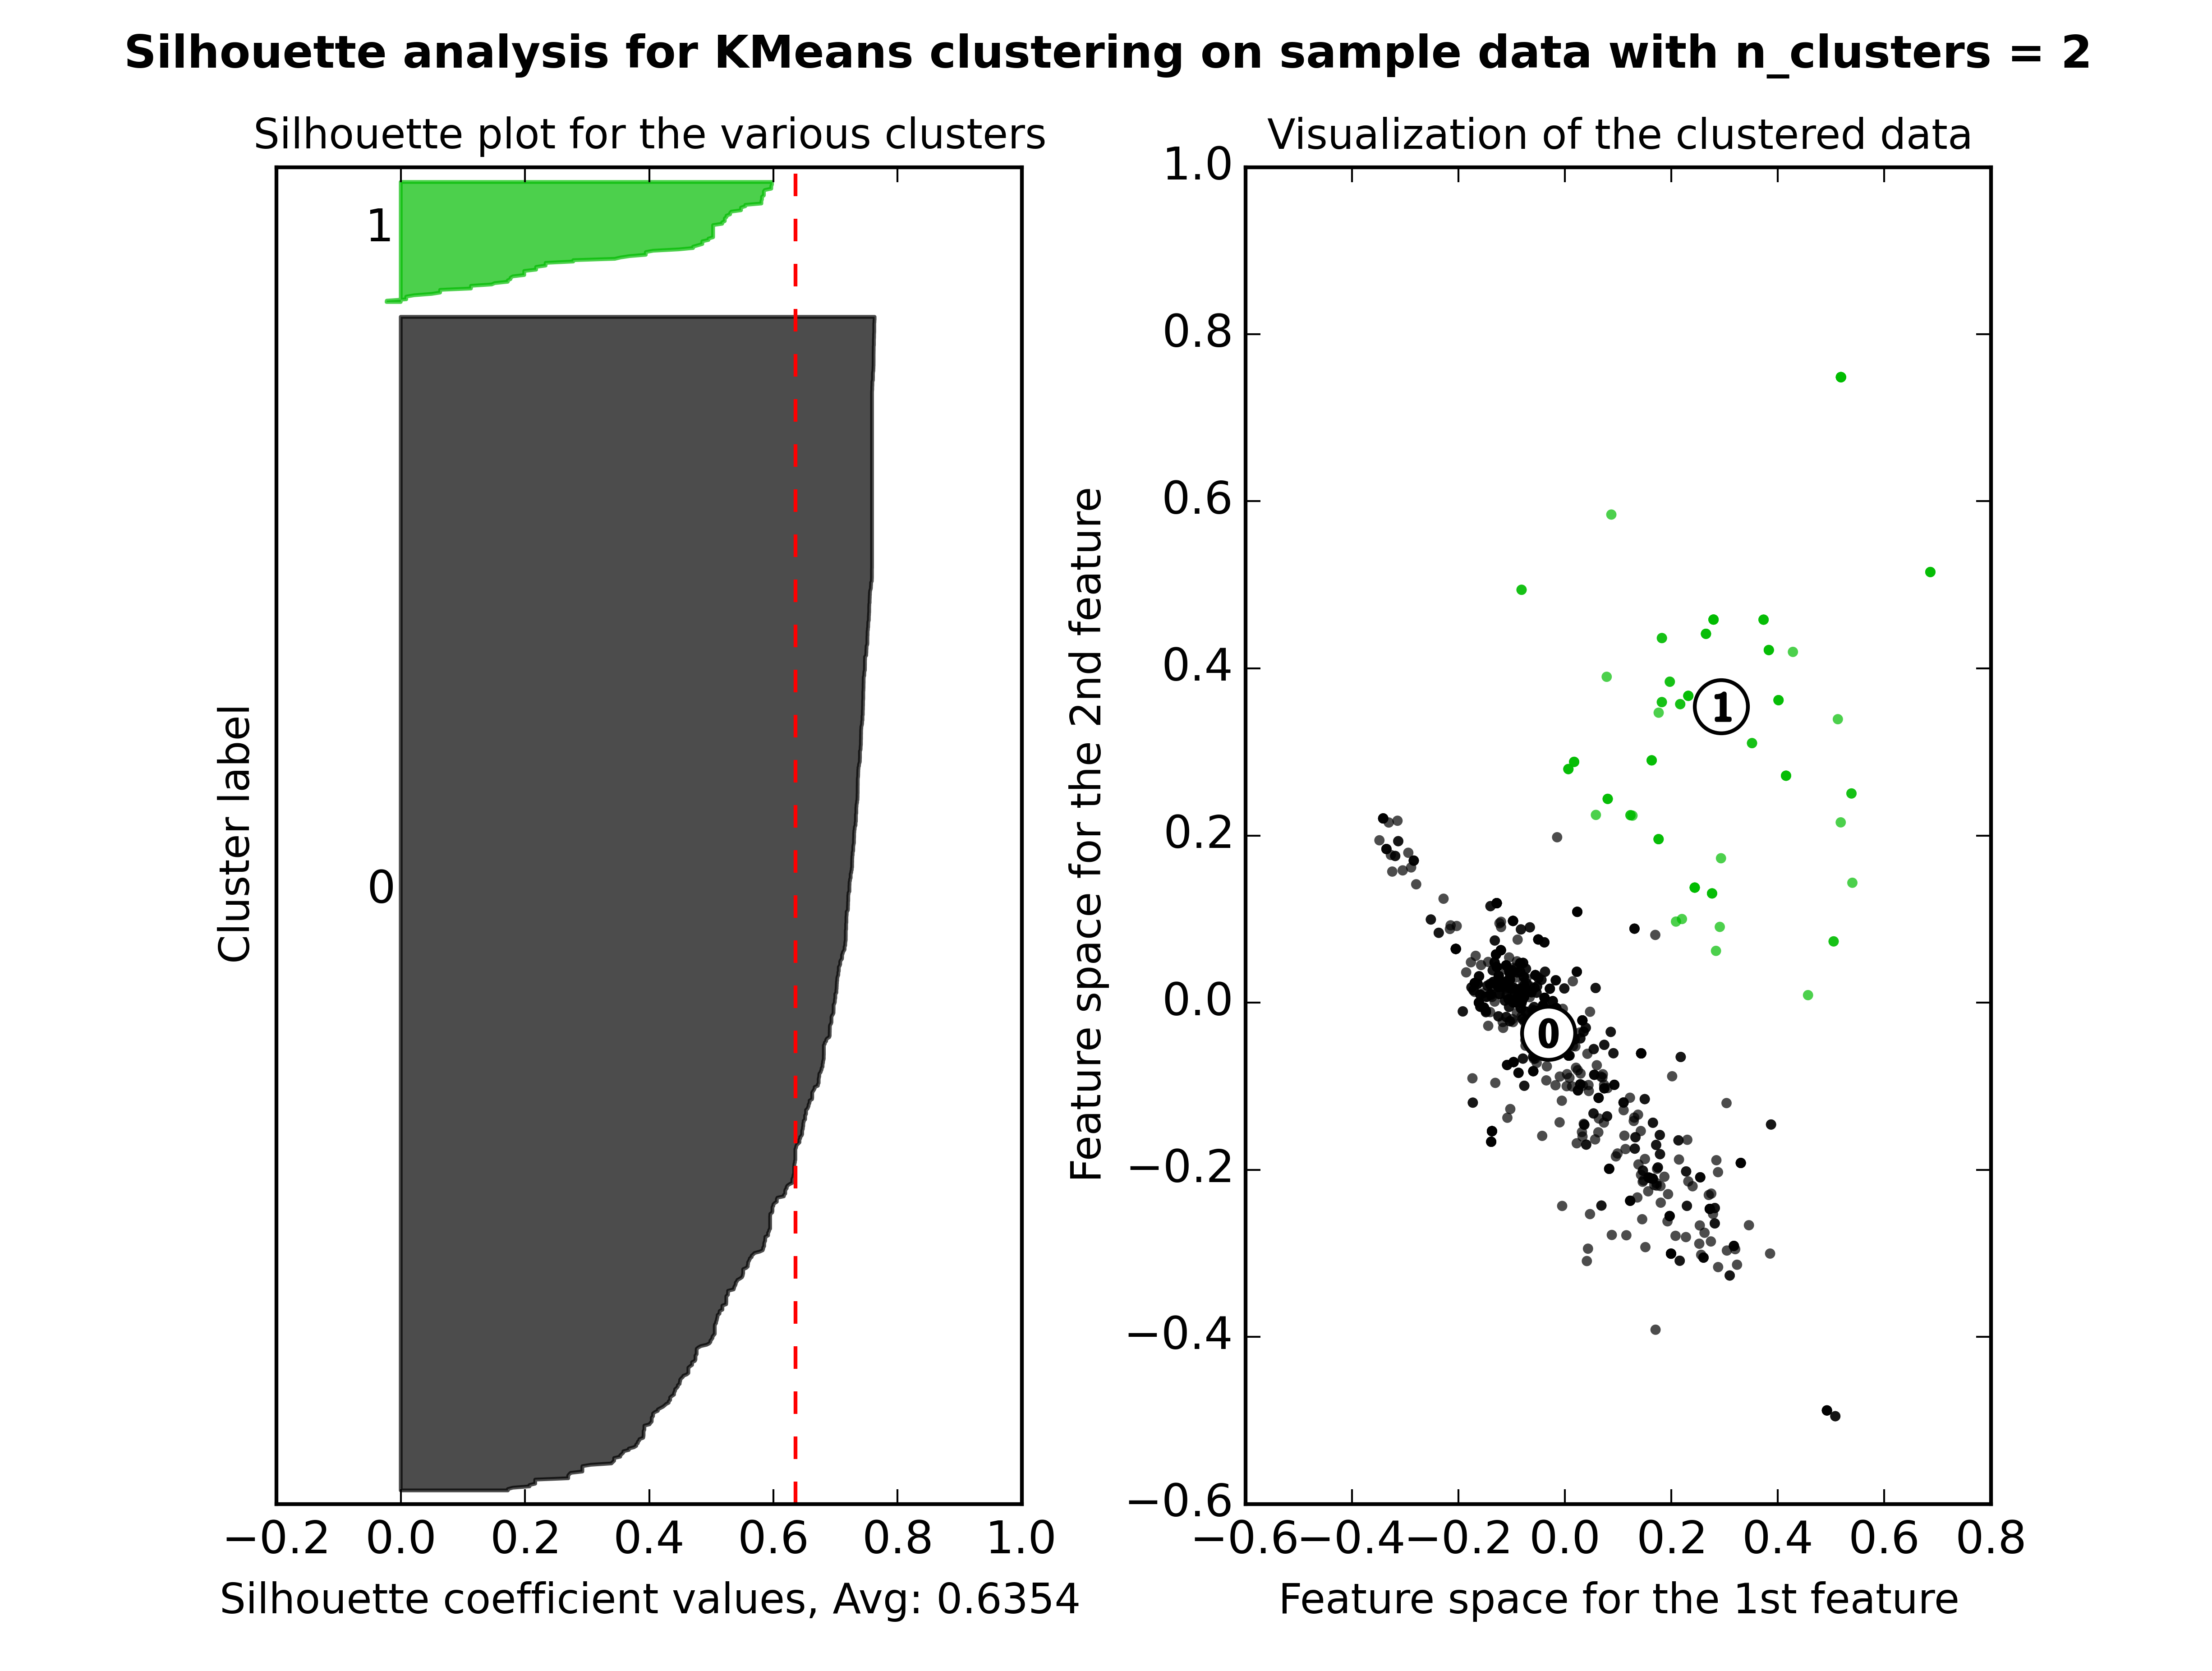 Silhouette analysis for KMeans clustering on sample data with n_clusters = 2
Silhouette plot for the various clusters
1
0
Cluster label
−0.2 0.0 0.2 0.4 0.6 0.8 1.0
Silhouette coefficient values, Avg: 0.6354
Visualization of the clustered data
1.0
0.8
0.6
0.4
0.2
0.0
−0.2
−0.4
−0.6
Feature space for the 2nd feature
1
0
−0.6 −0.4 −0.2 0.0 0.2 0.4 0.6 0.8
Feature space for the 1st feature